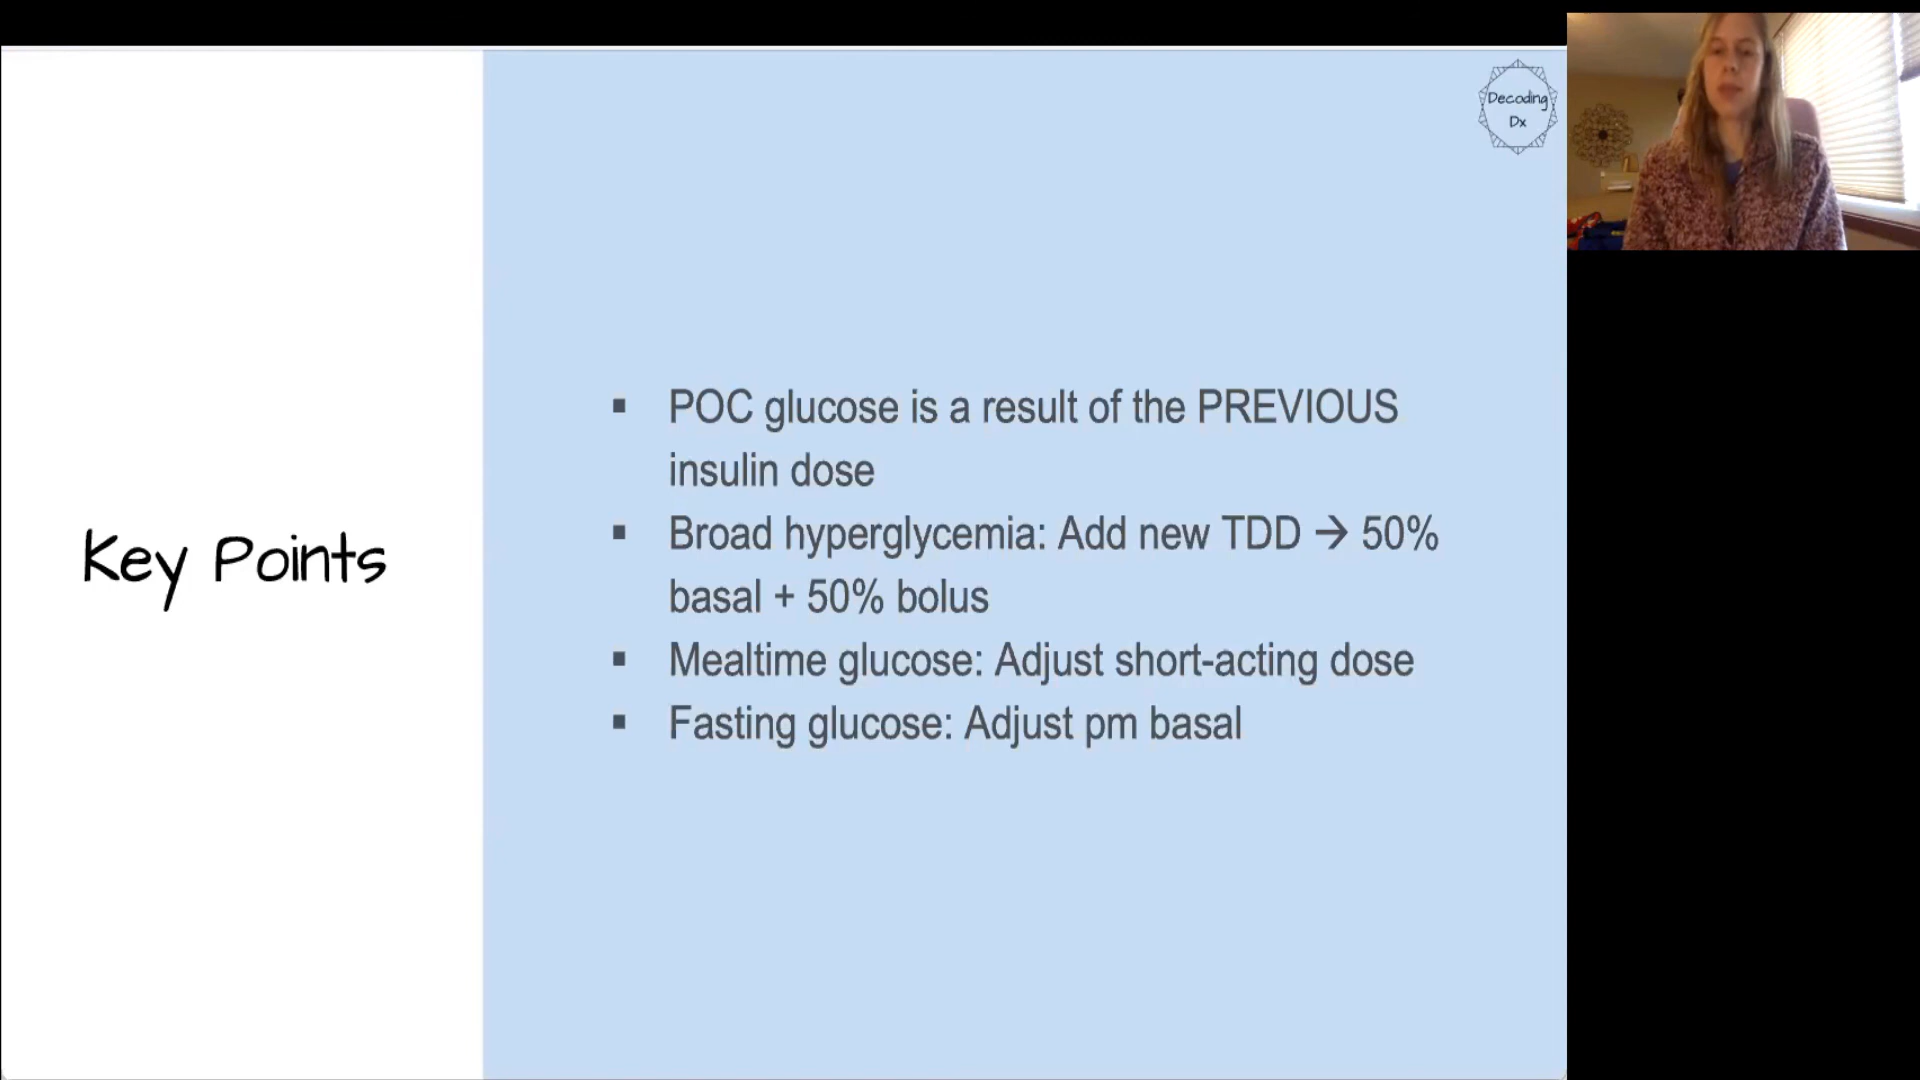 Decoding
Dx
Key Points
▪ POC glucose is a result of the PREVIOUS
insulin dose
▪ Broad hyperglycemia: Add new TDD → 50%
basal + 50% bolus
▪ Mealtime glucose: Adjust short-acting dose
▪ Fasting glucose: Adjust pm basal